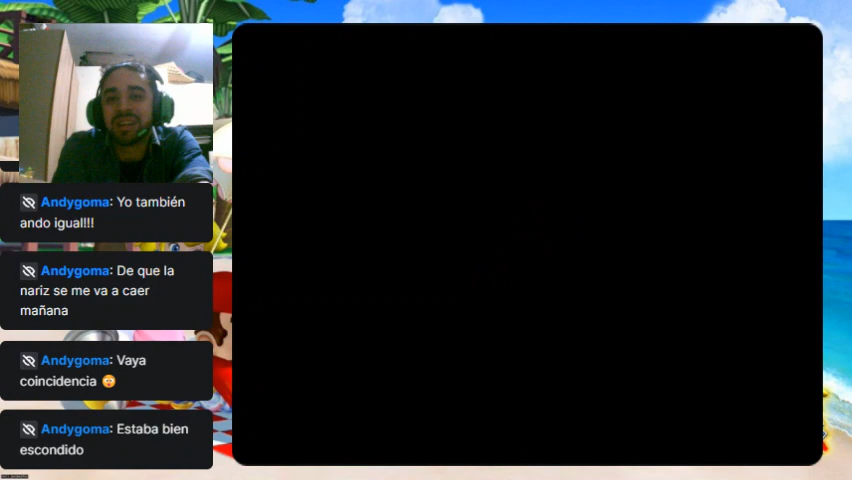 Andygoma: Yo también
ando igual!!!
Andygoma: De que la
nariz se me va a caer
mañana
Andygoma: Vaya
coincidencia 😳
Andygoma: Estaba bien
escondido